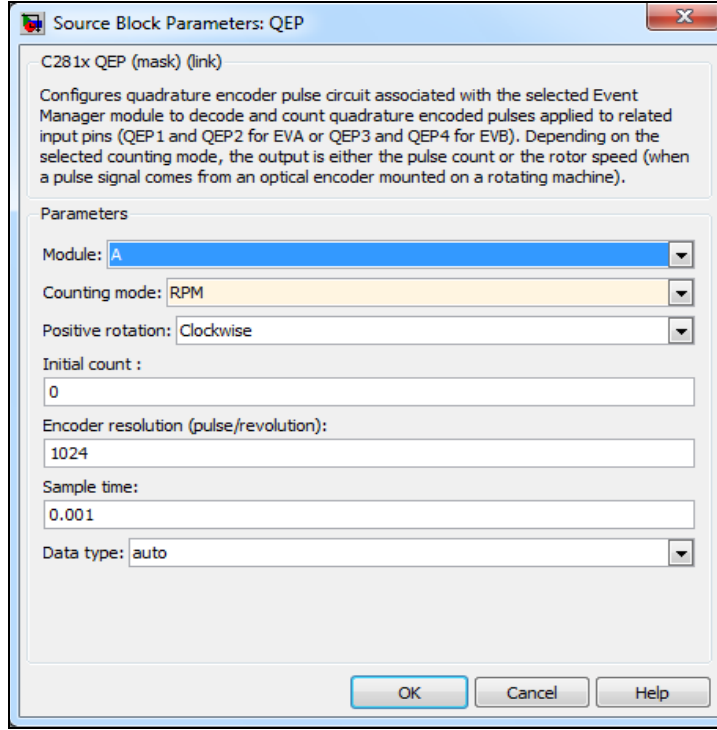 Source Block Parameters: QEP
C281x QEP (mask) (link)
Configures quadrature encoder pulse circuit associated with the selected Event
Manager module to decode and count quadrature encoded pulses applied to related
input pins (QEP1 and QEP2 for EVA or QEP3 and QEP4 for EVB). Depending on the
selected counting mode, the output is either the pulse count or the rotor speed (when
a pulse signal comes from an optical encoder mounted on a rotating machine).
Parameters
Module: A
Counting mode: RPM
Positive rotation: Clockwise
Initial count :
0
Encoder resolution (pulse/revolution):
1024
Sample time:
0.001
Data type: auto
OK Cancel Help